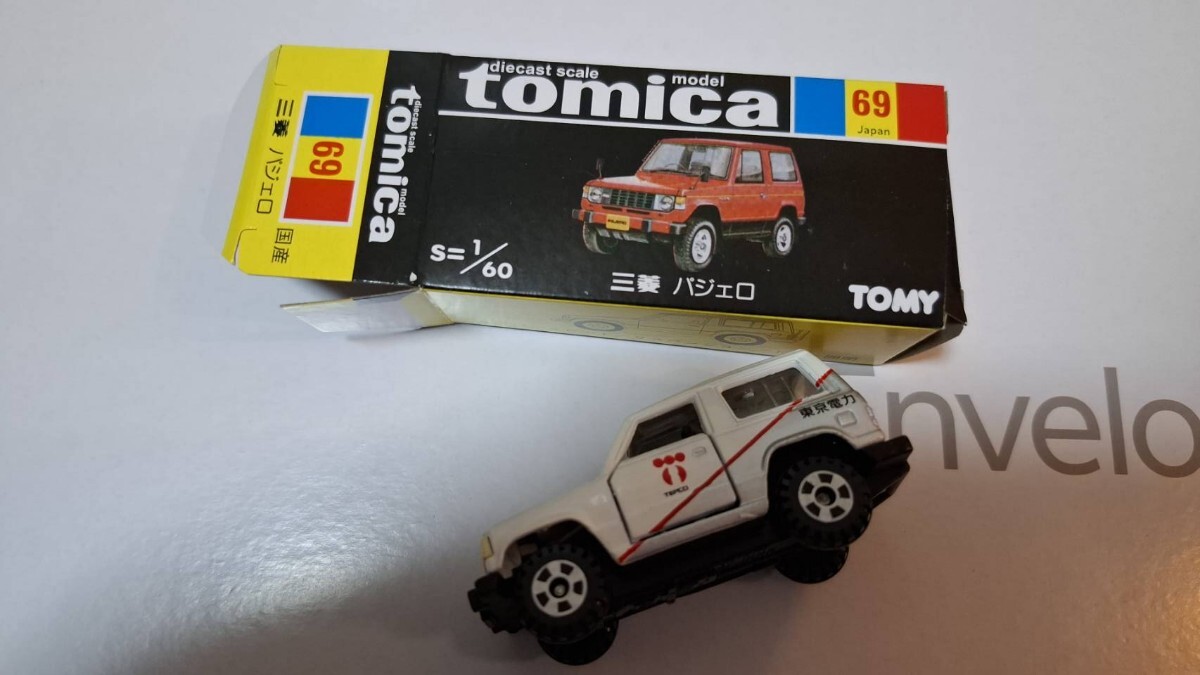 diecast scale model
tomica
69
Japan
S=1/60
三菱 パジェロ
TOMY
diecast scale model
tomica
69
三菱 パジェロ 国産
東京電力
TEPCO
nvelo